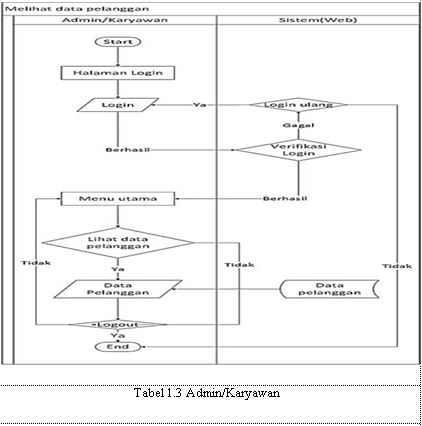 Melihat data pelanggan
Admin/Karyawan
Sistem(Web)
Start
Halaman Login
Login
Ya
Login ulang
Gagal
Verifikasi
Login
Berhasil
Berhasil
Menu utama
Lihat data
pelanggan
Tidak
Tidak
Tidak
Ya
Data
Pelanggan
Data
pelanggan
Logout
Ya
End
Tabel 1.3 Admin/Karyawan